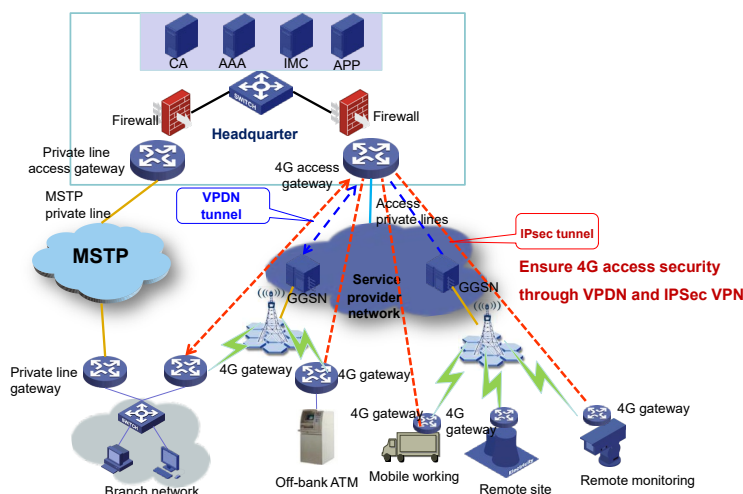 CA
AAA
IMC
APP
SWITCH
Firewall
Firewall
Headquarter
Private line
access gateway
4G access
gateway
MSTP
private line
VPDN
tunnel
Access
private lines
IPsec tunnel
MSTP
Ensure 4G access security
through VPDN and IPSec VPN
GGSN
GGSN
Service
provider
network
Private line
gateway
4G gateway
4G gateway
4G gateway
4G
gateway
4G gateway
SWITCH
Branch network
Off-bank ATM
Mobile working
Electricity
Remote site
Remote monitoring